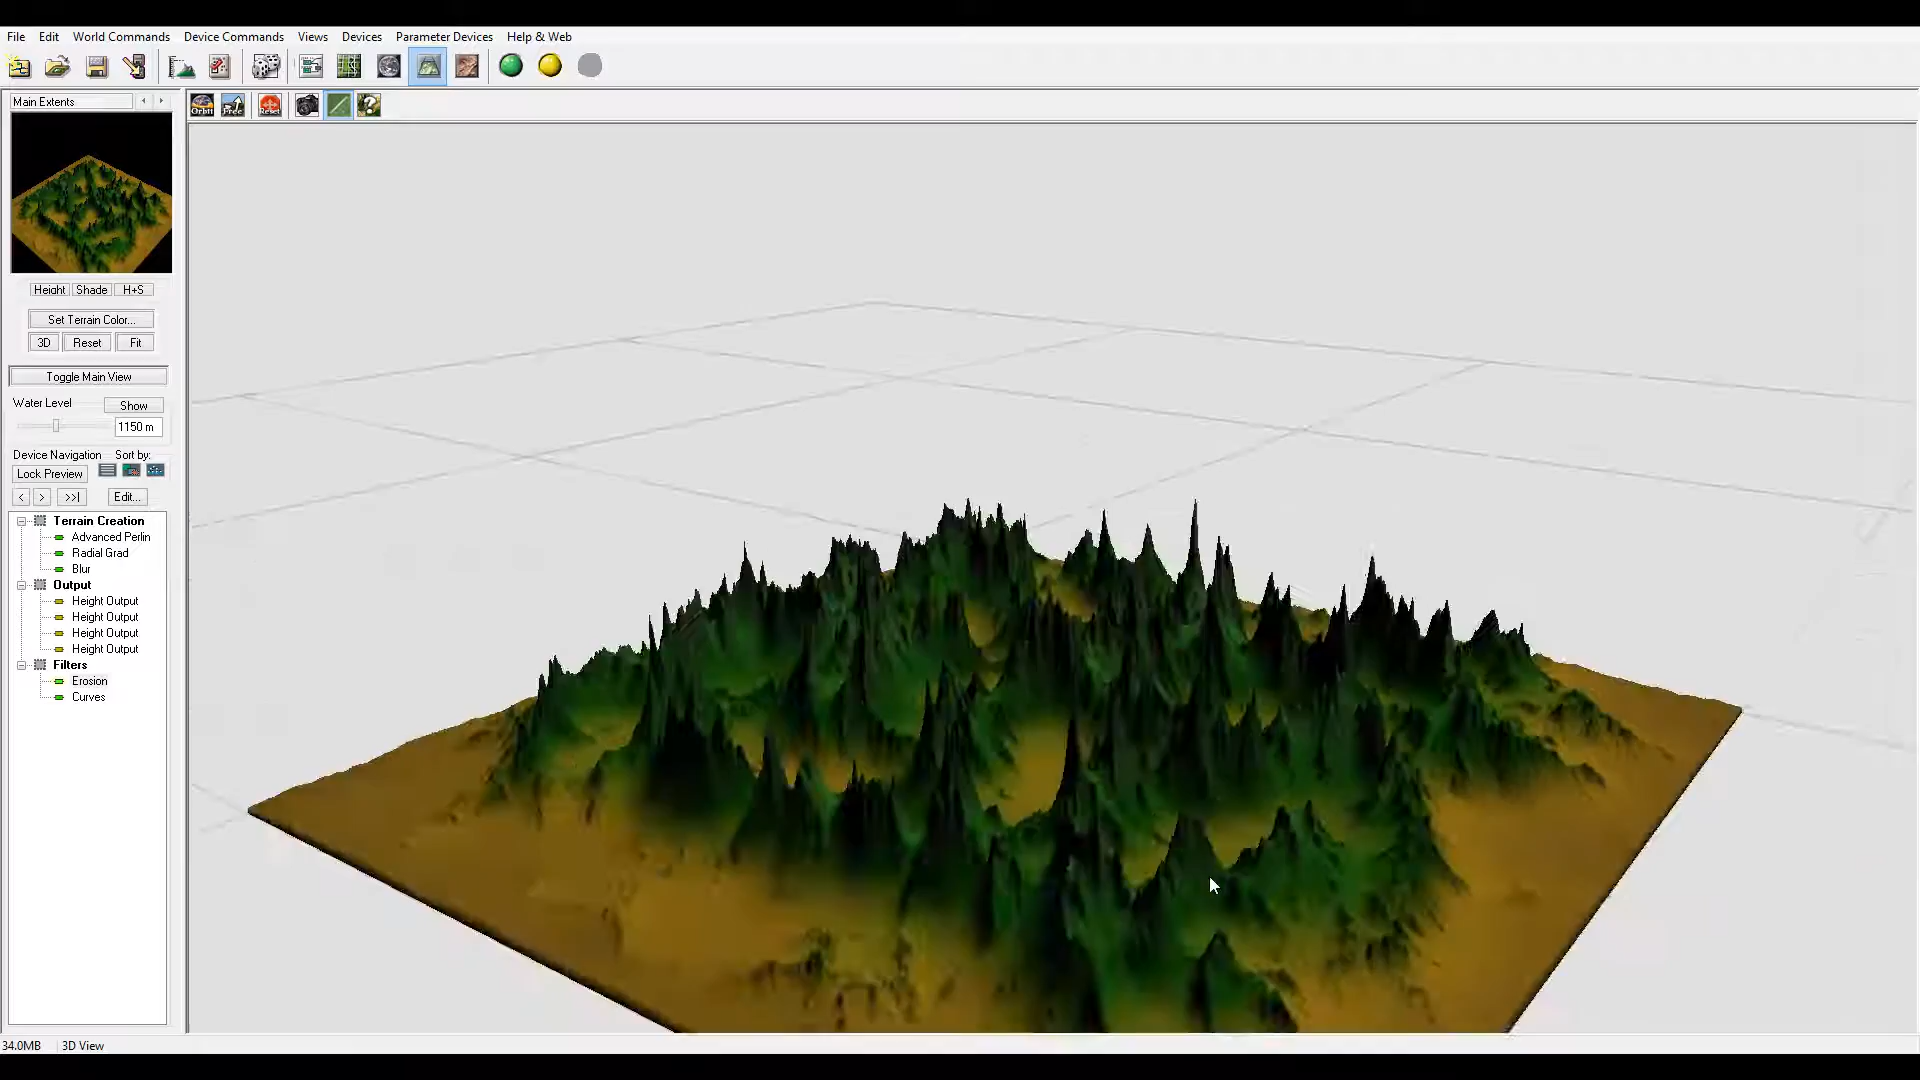 File Edit World Commands Device Commands Views Devices Parameter Devices Help & Web
Main Extents
Orbit Free Reset
Height Shade H+S
Set Terrain Color...
3D Reset Fit
Toggle Main View
Water Level Show
1150 m
Device Navigation Sort by:
Lock Preview
< > >>| Edit...
Terrain Creation
Advanced Perlin
Radial Grad
Blur
Output
Height Output
Height Output
Height Output
Height Output
Filters
Erosion
Curves
34.0MB 3D View